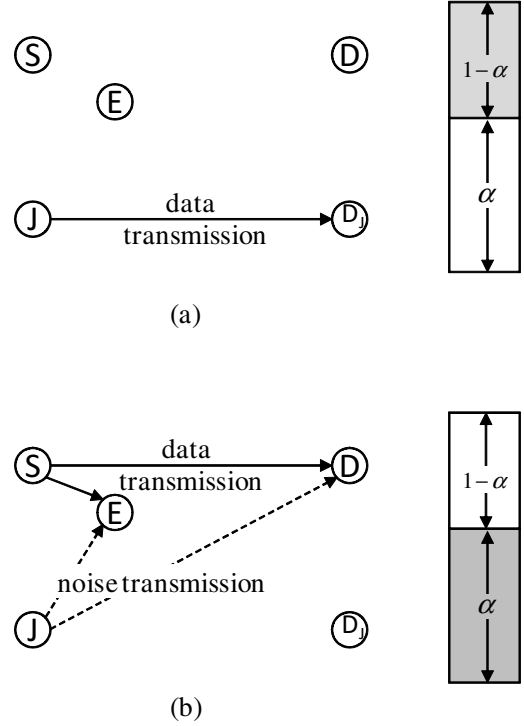 S
D
1−α
E
α
J
data
transmission
D_J
(a)
S
data
transmission
D
1−α
E
noise transmission
α
J
D_J
(b)